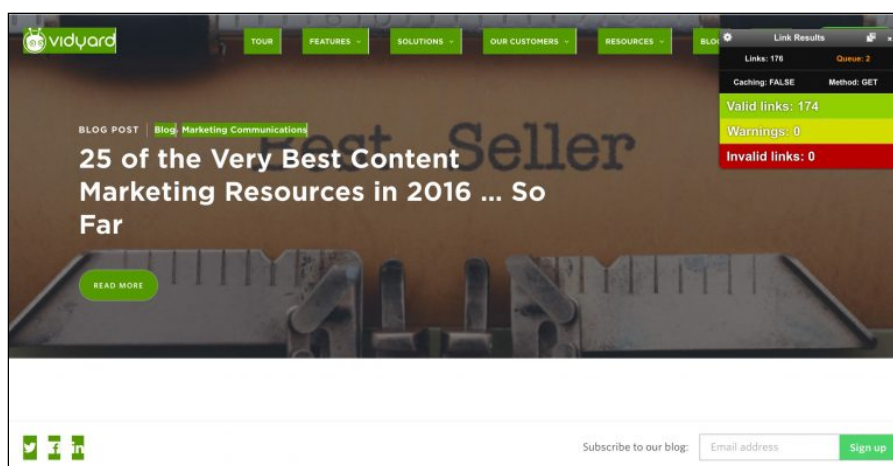 vidyard
TOUR
FEATURES
SOLUTIONS
OUR CUSTOMERS
RESOURCES
Link Results
Links: 176
Queue: 2
Caching: FALSE
Method: GET
Valid links: 174
Warnings: 0
Invalid links: 0
BLOG POST
Blog, Marketing Communications
Best Seller
25 of the Very Best Content
Marketing Resources in 2016 ... So
Far
READ MORE
Subscribe to our blog:
Email address
Sign up